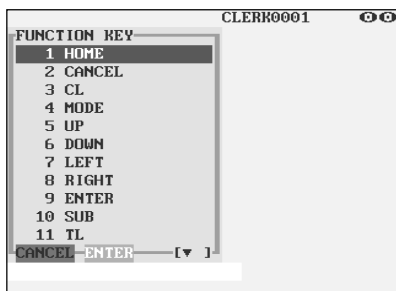 CLERK0001
FUNCTION KEY
1 HOME
2 CANCEL
3 CL
4 MODE
5 UP
6 DOWN
7 LEFT
8 RIGHT
9 ENTER
10 SUB
11 TL
CANCEL ENTER [▼ ]